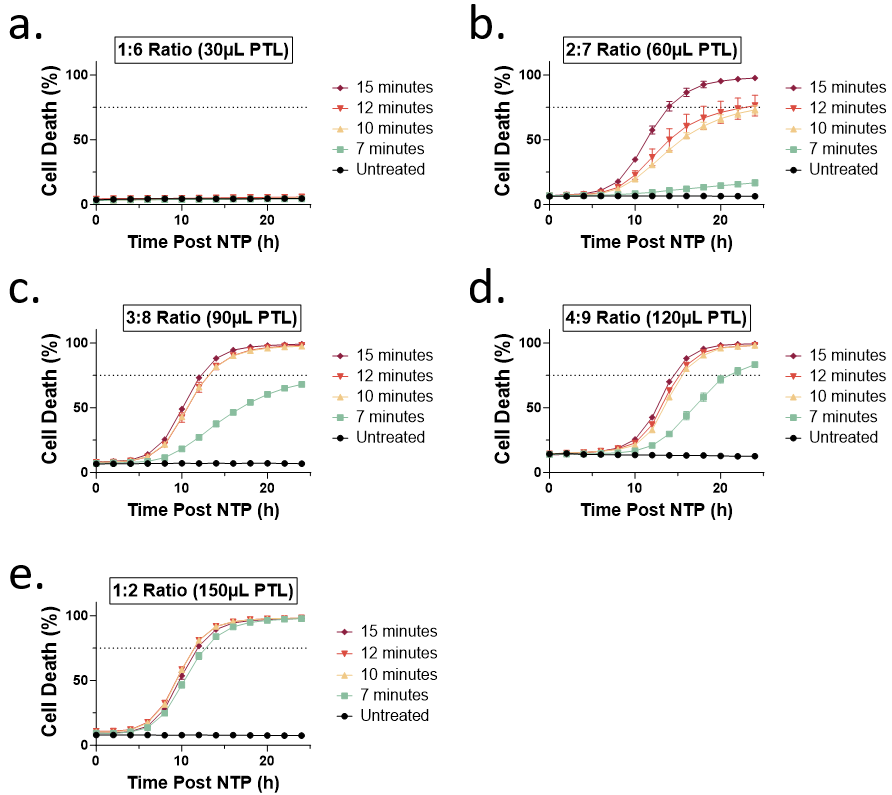 a.
1:6 Ratio (30µL PTL)
Cell Death (%)
100
50
0
0
10
20
Time Post NTP (h)
15 minutes
12 minutes
10 minutes
7 minutes
Untreated
b.
2:7 Ratio (60µL PTL)
Cell Death (%)
100
50
0
0
10
20
Time Post NTP (h)
15 minutes
12 minutes
10 minutes
7 minutes
Untreated
c.
3:8 Ratio (90µL PTL)
Cell Death (%)
100
50
0
0
10
20
Time Post NTP (h)
15 minutes
12 minutes
10 minutes
7 minutes
Untreated
d.
4:9 Ratio (120µL PTL)
Cell Death (%)
100
50
0
0
10
20
Time Post NTP (h)
15 minutes
12 minutes
10 minutes
7 minutes
Untreated
e.
1:2 Ratio (150µL PTL)
Cell Death (%)
100
50
0
0
10
20
Time Post NTP (h)
15 minutes
12 minutes
10 minutes
7 minutes
Untreated